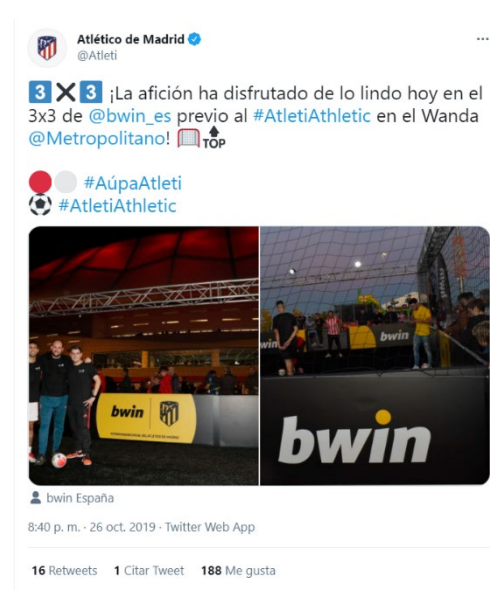 Atlético de Madrid
@Atleti
3 ✖ 3 ¡La afición ha disfrutado de lo lindo hoy en el
3x3 de @bwin_es previo al #AtletiAthletic en el Wanda
@Metropolitano! 🥅 TOP
#AúpaAtleti
#AtletiAthletic
bwin
bwin
bwin
bwin España
8:40 p. m. · 26 oct. 2019 · Twitter Web App
16 Retweets 1 Citar Tweet 188 Me gusta